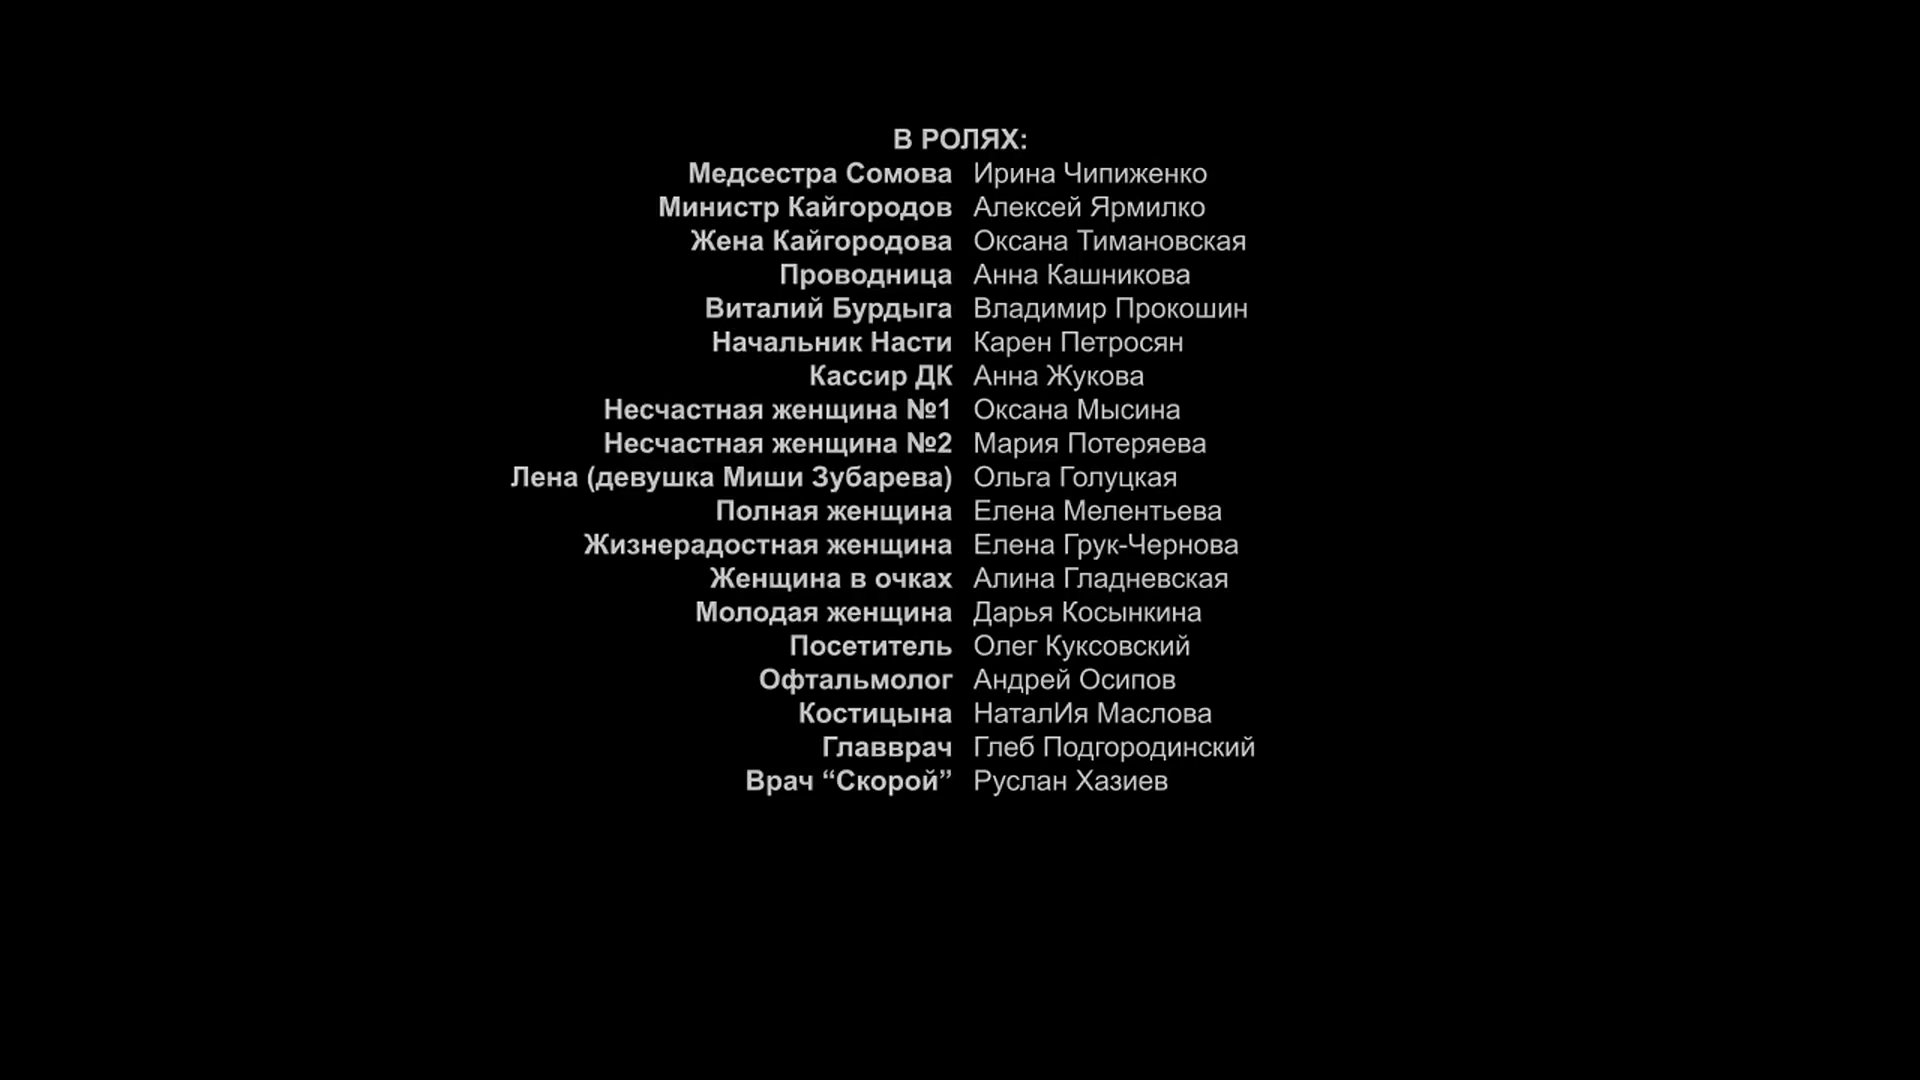 В РОЛЯХ:
Медсестра Сомова Ирина Чипиженко
Министр Кайгородов Алексей Ярмилко
Жена Кайгородова Оксана Тимановская
Проводница Анна Кашникова
Виталий Бурдыга Владимир Прокошин
Начальник Насти Карен Петросян
Кассир ДК Анна Жукова
Несчастная женщина №1 Оксана Мысина
Несчастная женщина №2 Мария Потеряева
Лена (девушка Миши Зубарева) Ольга Голуцкая
Полная женщина Елена Мелентьева
Жизнерадостная женщина Елена Грук-Чернова
Женщина в очках Алина Гладневская
Молодая женщина Дарья Косынкина
Посетитель Олег Куксовский
Офтальмолог Андрей Осипов
Костицына НаталИя Маслова
Главврач Глеб Подгородинский
Врач “Скорой” Руслан Хазиев